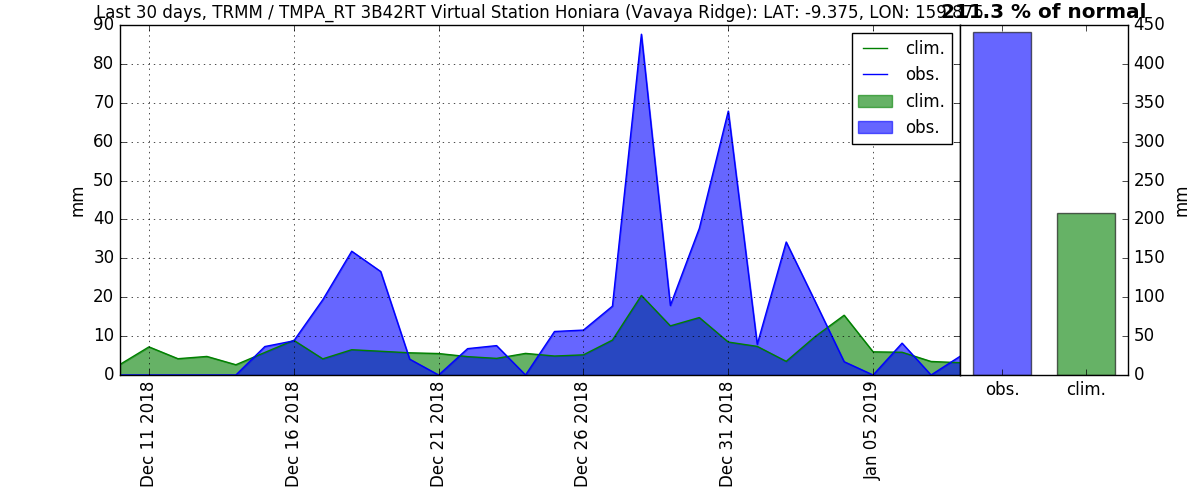 Last 30 days, TRMM / TMPA_RT 3B42RT Virtual Station Honiara (Vavaya Ridge): LAT: -9.375, LON: 159.875
211.3 % of normal
90
80
70
60
50
40
30
20
10
0
mm
clim.
obs.
clim.
obs.
Dec 11 2018
Dec 16 2018
Dec 21 2018
Dec 26 2018
Dec 31 2018
Jan 05 2019
450
400
350
300
250
200
150
100
50
0
mm
obs.
clim.